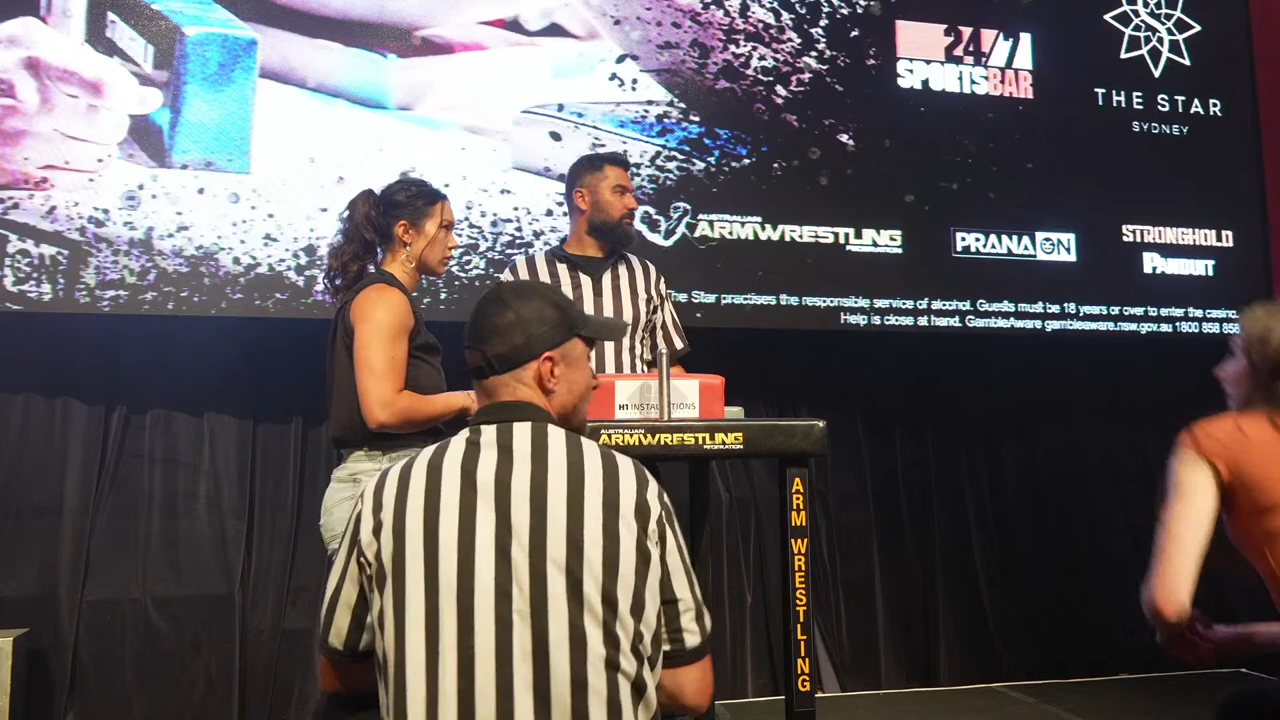 24/7
SPORTSBAR
THE STAR
SYDNEY
AUSTRALIAN
ARMWRESTLING
FEDERATION
PRANA ON
STRONGHOLD
PANDUIT
The Star practises the responsible service of alcohol. Guests must be 18 years or over to enter the casino.
Help is close at hand. GambleAware gambleaware.nsw.gov.au 1800 858 858
H1 INSTALLATIONS
AUSTRALIAN
ARMWRESTLING
FEDERATION
ARM WRESTLING